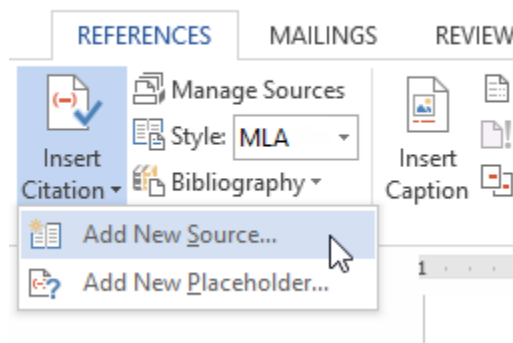 REFERENCES MAILINGS REVIEW
Manage Sources
Style: MLA
Insert Citation
Bibliography
Insert Caption
Add New Source...
1
Add New Placeholder...